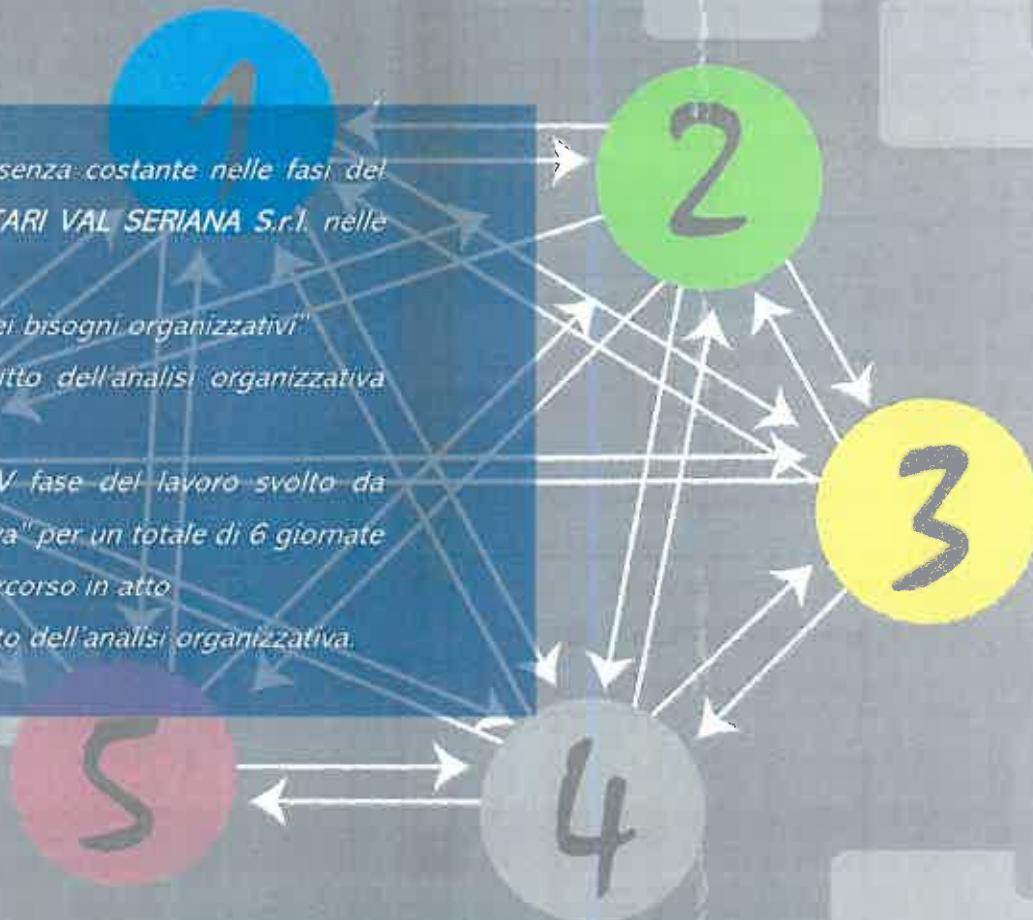 1
2
senza costante nelle fasi del
TARI VAL SERIANA S.r.l. nelle
ei bisogni organizzativi"
itto dell'analisi organizzativa
3
V fase del lavoro svolto da
va" per un totale di 6 giornate
corso in atto
to dell'analisi organizzativa.
5
4